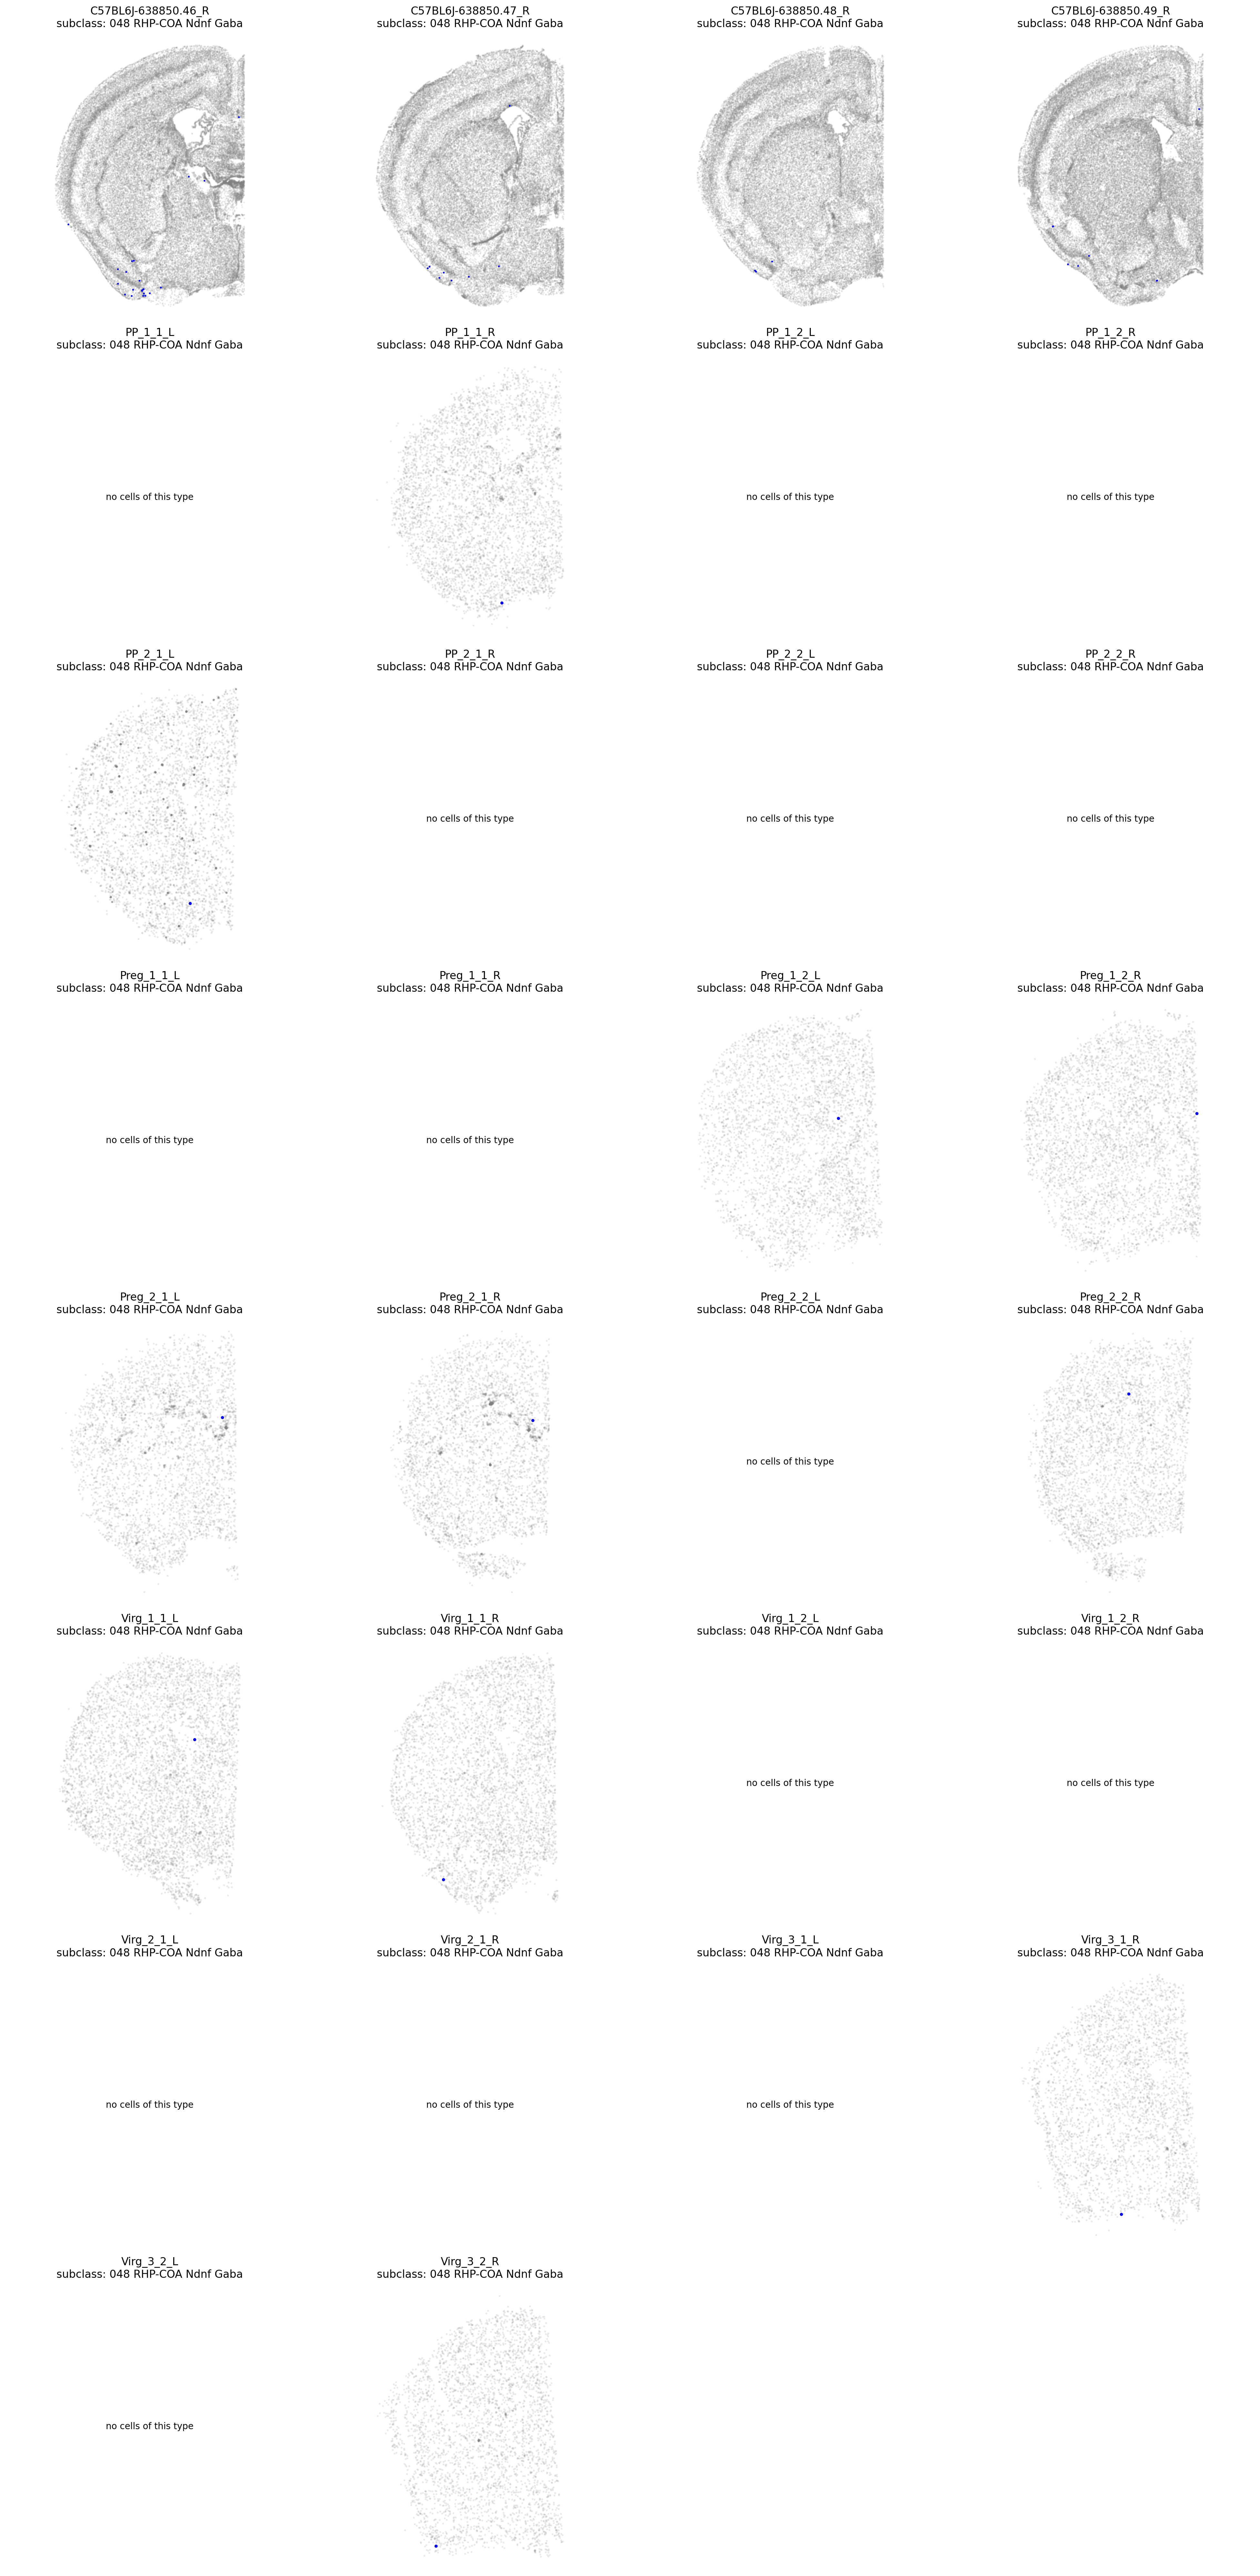 C57BL6J-638850.46_R
subclass: 048 RHP-COA Ndnf Gaba
C57BL6J-638850.47_R
subclass: 048 RHP-COA Ndnf Gaba
C57BL6J-638850.48_R
subclass: 048 RHP-COA Ndnf Gaba
C57BL6J-638850.49_R
subclass: 048 RHP-COA Ndnf Gaba
PP_1_1_L
subclass: 048 RHP-COA Ndnf Gaba
no cells of this type
PP_1_1_R
subclass: 048 RHP-COA Ndnf Gaba
PP_1_2_L
subclass: 048 RHP-COA Ndnf Gaba
no cells of this type
PP_1_2_R
subclass: 048 RHP-COA Ndnf Gaba
no cells of this type
PP_2_1_L
subclass: 048 RHP-COA Ndnf Gaba
PP_2_1_R
subclass: 048 RHP-COA Ndnf Gaba
no cells of this type
PP_2_2_L
subclass: 048 RHP-COA Ndnf Gaba
no cells of this type
PP_2_2_R
subclass: 048 RHP-COA Ndnf Gaba
no cells of this type
Preg_1_1_L
subclass: 048 RHP-COA Ndnf Gaba
no cells of this type
Preg_1_1_R
subclass: 048 RHP-COA Ndnf Gaba
no cells of this type
Preg_1_2_L
subclass: 048 RHP-COA Ndnf Gaba
Preg_1_2_R
subclass: 048 RHP-COA Ndnf Gaba
Preg_2_1_L
subclass: 048 RHP-COA Ndnf Gaba
Preg_2_1_R
subclass: 048 RHP-COA Ndnf Gaba
Preg_2_2_L
subclass: 048 RHP-COA Ndnf Gaba
no cells of this type
Preg_2_2_R
subclass: 048 RHP-COA Ndnf Gaba
Virg_1_1_L
subclass: 048 RHP-COA Ndnf Gaba
Virg_1_1_R
subclass: 048 RHP-COA Ndnf Gaba
Virg_1_2_L
subclass: 048 RHP-COA Ndnf Gaba
no cells of this type
Virg_1_2_R
subclass: 048 RHP-COA Ndnf Gaba
no cells of this type
Virg_2_1_L
subclass: 048 RHP-COA Ndnf Gaba
no cells of this type
Virg_2_1_R
subclass: 048 RHP-COA Ndnf Gaba
no cells of this type
Virg_3_1_L
subclass: 048 RHP-COA Ndnf Gaba
no cells of this type
Virg_3_1_R
subclass: 048 RHP-COA Ndnf Gaba
Virg_3_2_L
subclass: 048 RHP-COA Ndnf Gaba
no cells of this type
Virg_3_2_R
subclass: 048 RHP-COA Ndnf Gaba